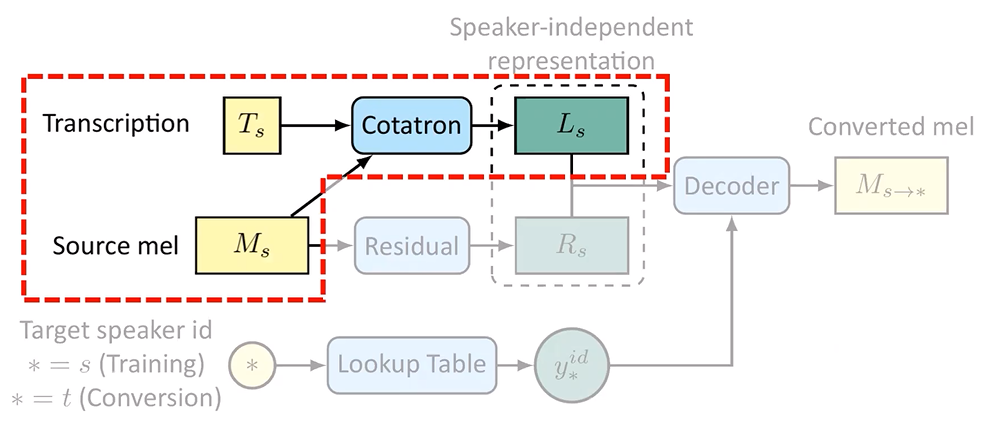 Speaker-independent
representation
Transcription
T_s
Cotatron
L_s
Converted mel
Decoder
M_{s→*}
Source mel
M_s
Residual
R_s
Target speaker id
* = s (Training)
* = t (Conversion)
*
Lookup Table
y_*^{id}